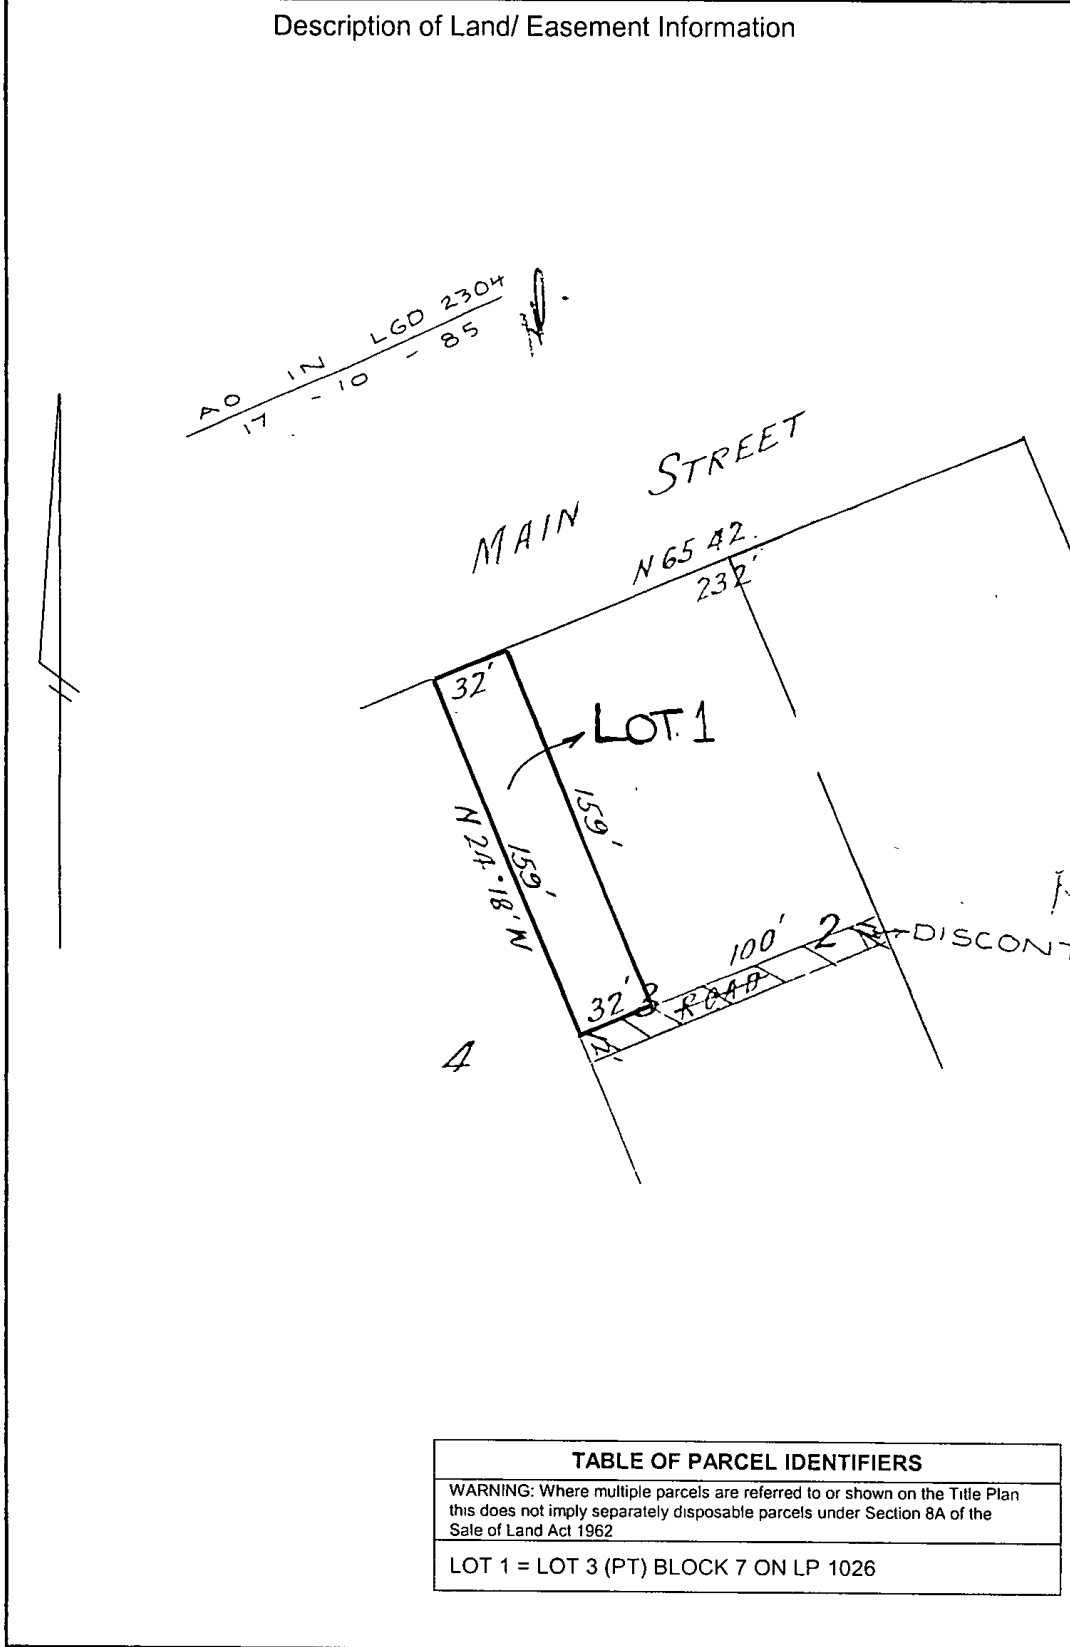 Description of Land/ Easement Information
AO IN LGD 2304
17 - 10 - 85
MAIN STREET
N 65 42
232'
32'
LOT. 1
159'
159'
N 24° 18' W
100'
2
DISCONT
32'
3
ROAD
12'
4
TABLE OF PARCEL IDENTIFIERS
WARNING: Where multiple parcels are referred to or shown on the Title Plan
this does not imply separately disposable parcels under Section 8A of the
Sale of Land Act 1962
LOT 1 = LOT 3 (PT) BLOCK 7 ON LP 1026